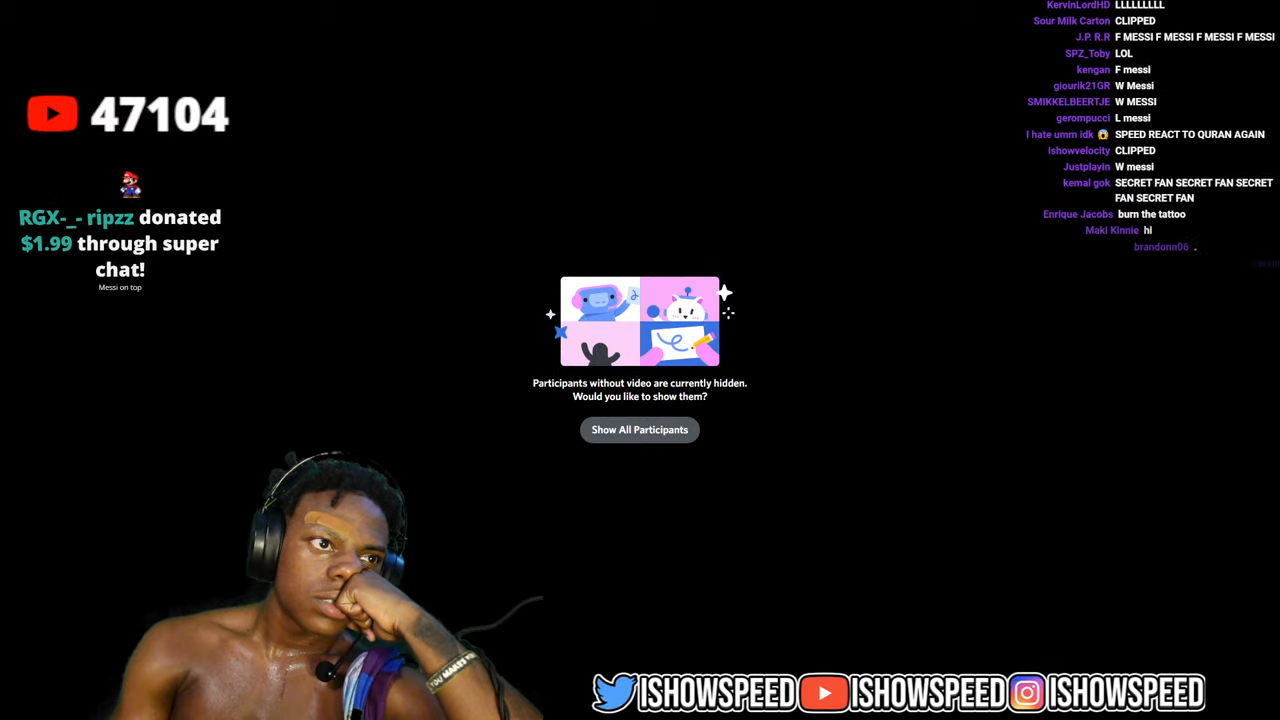 47104
RGX-_- ripzz donated
$1.99 through super
chat!
Messi on top
KervinLordHD LLLLLLLLL
Sour Milk Carton CLIPPED
J.P. R.R F MESSI F MESSI F MESSI F MESSI
SPZ_Toby LOL
kengan F messi
giourik21GR W Messi
SMIKKELBEERTJE W MESSI
gerompucci L messi
I hate umm idk 😱 SPEED REACT TO QURAN AGAIN
ishowvelocity CLIPPED
Justplayin W messi
kemal gok SECRET FAN SECRET FAN SECRET
FAN SECRET FAN
Enrique Jacobs burn the tattoo
Maki Kinnie hi
brandonn06 .
Participants without video are currently hidden.
Would you like to show them?
Show All Participants
YOU MAKES
ISHOWSPEED ISHOWSPEED ISHOWSPEED